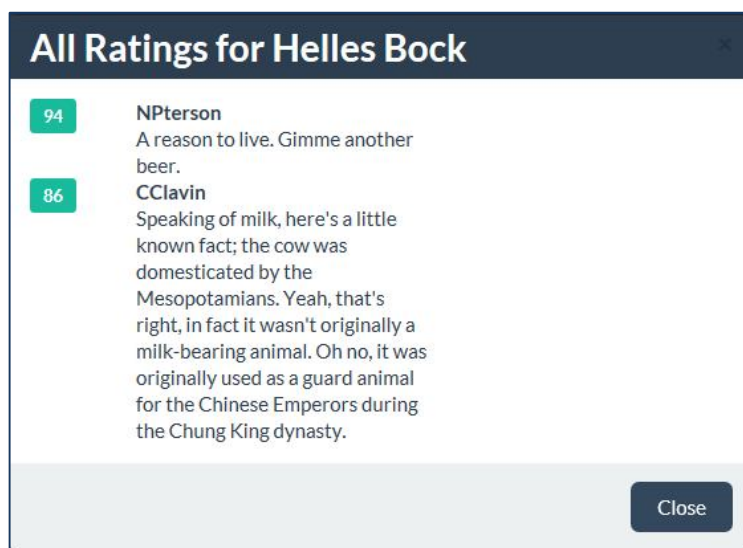 All Ratings for Helles Bock
×
94
NPterson
A reason to live. Gimme another
beer.
86
CClavin
Speaking of milk, here's a little
known fact; the cow was
domesticated by the
Mesopotamians. Yeah, that's
right, in fact it wasn't originally a
milk-bearing animal. Oh no, it was
originally used as a guard animal
for the Chinese Emperors during
the Chung King dynasty.
Close